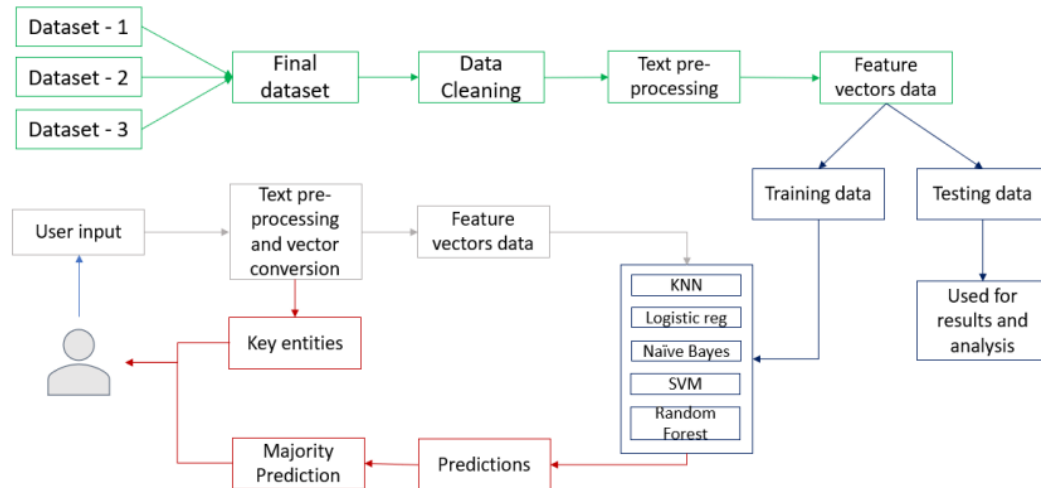 Dataset - 1
Dataset - 2
Dataset - 3
Final
dataset
Data
Cleaning
Text pre-
processing
Feature
vectors data
Training data
Testing data
User input
Text pre-
processing
and vector
conversion
Feature
vectors data
KNN
Logistic reg
Naïve Bayes
SVM
Random
Forest
Used for
results and
analysis
Key entities
Majority
Prediction
Predictions